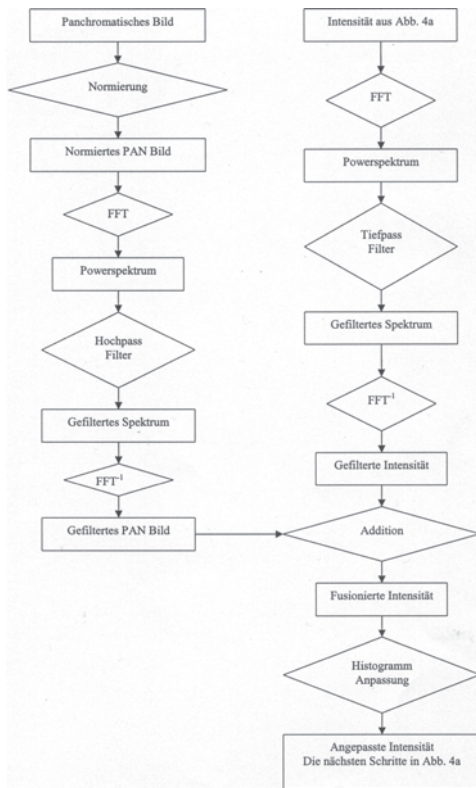 Panchromatisches Bild
Normierung
Normiertes PAN Bild
FFT
Powerspektrum
Hochpass
Filter
Gefiltertes Spektrum
FFT-1
Gefiltertes PAN Bild
Intensität aus Abb. 4a
FFT
Powerspektrum
Tiefpass
Filter
Gefiltertes Spektrum
FFT-1
Gefilterte Intensität
Addition
Fusionierte Intensität
Histogramm
Anpassung
Angepasste Intensität
Die nächsten Schritte in Abb. 4a